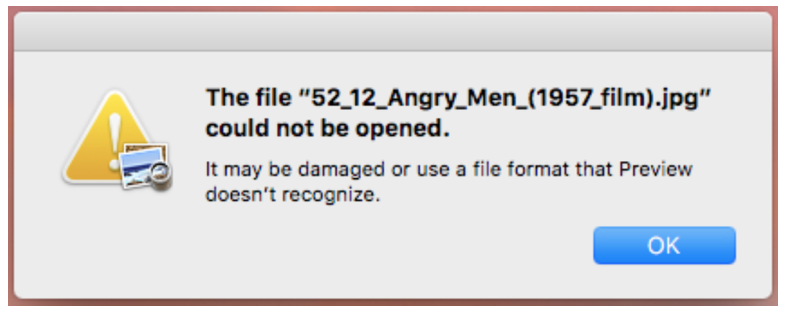 The file “52_12_Angry_Men_(1957_film).jpg”
could not be opened.
It may be damaged or use a file format that Preview
doesn’t recognize.
OK